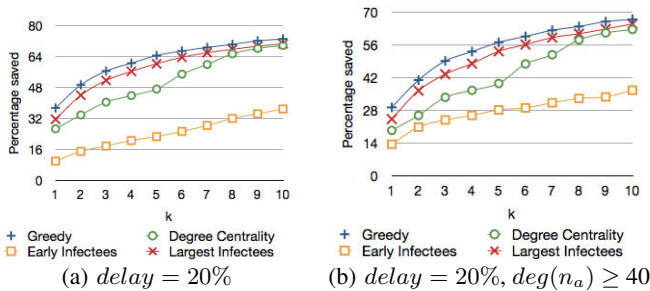 Percentage saved
80
64
48
32
16
0
1 2 3 4 5 6 7 8 9 10
k
Greedy
Degree Centrality
Early Infectees
Largest Infectees
(a) delay = 20%
Percentage saved
70
56
42
28
14
0
1 2 3 4 5 6 7 8 9 10
k
Greedy
Degree Centrality
Early Infectees
Largest Infectees
(b) delay = 20%, deg(nₐ) ≥ 40